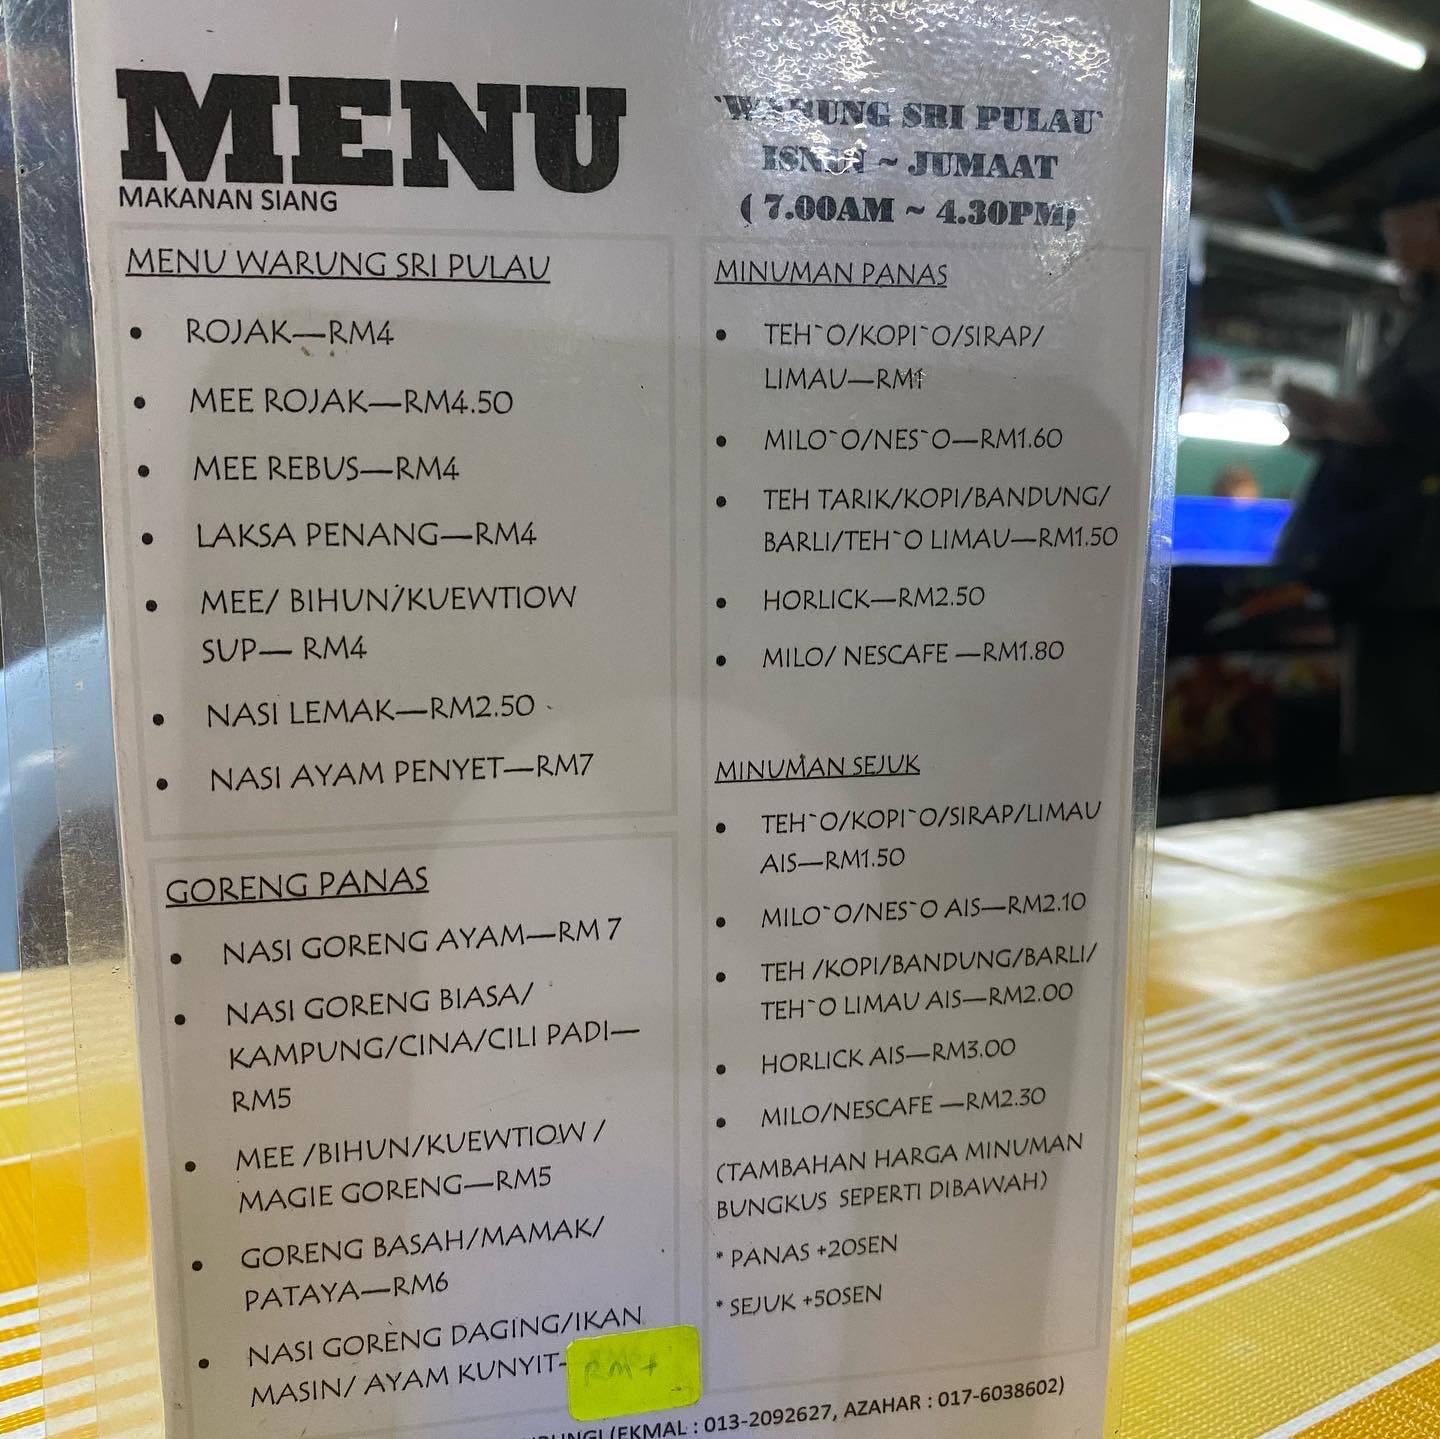 MENU
MAKANAN SIANG
`WARUNG SRI PULAU`
ISNIN ~ JUMAAT
( 7.00AM ~ 4.30PM)
MENU WARUNG SRI PULAU
• ROJAK—RM4
• MEE ROJAK—RM4.50
• MEE REBUS—RM4
• LAKSA PENANG—RM4
• MEE/ BIHUN/KUEWTIOW
SUP— RM4
• NASI LEMAK—RM2.50
• NASI AYAM PENYET—RM7
GORENG PANAS
• NASI GORENG AYAM—RM 7
• NASI GORENG BIASA/
KAMPUNG/CINA/CILI PADI—
RM5
• MEE /BIHUN/KUEWTIOW /
MAGIE GORENG—RM5
• GORENG BASAH/MAMAK/
PATAYA—RM6
• NASI GORENG DAGING/IKAN
MASIN/ AYAM KUNYIT-
MINUMAN PANAS
• TEH`O/KOPI`O/SIRAP/
LIMAU—RM1
• MILO`O/NES`O—RM1.60
• TEH TARIK/KOPI/BANDUNG/
BARLI/TEH`O LIMAU—RM1.50
• HORLICK—RM2.50
• MILO/ NESCAFE —RM1.80
MINUMAN SEJUK
• TEH`O/KOPI`O/SIRAP/LIMAU
AIS—RM1.50
• MILO`O/NES`O AIS—RM2.10
• TEH /KOPI/BANDUNG/BARLI/
TEH`O LIMAU AIS—RM2.00
• HORLICK AIS—RM3.00
• MILO/NESCAFE —RM2.30
(TAMBAHAN HARGA MINUMAN
BUNGKUS SEPERTI DIBAWAH)
* PANAS +20SEN
* SEJUK +50SEN
(EKMAL : 013-2092627, AZAHAR : 017-6038602)